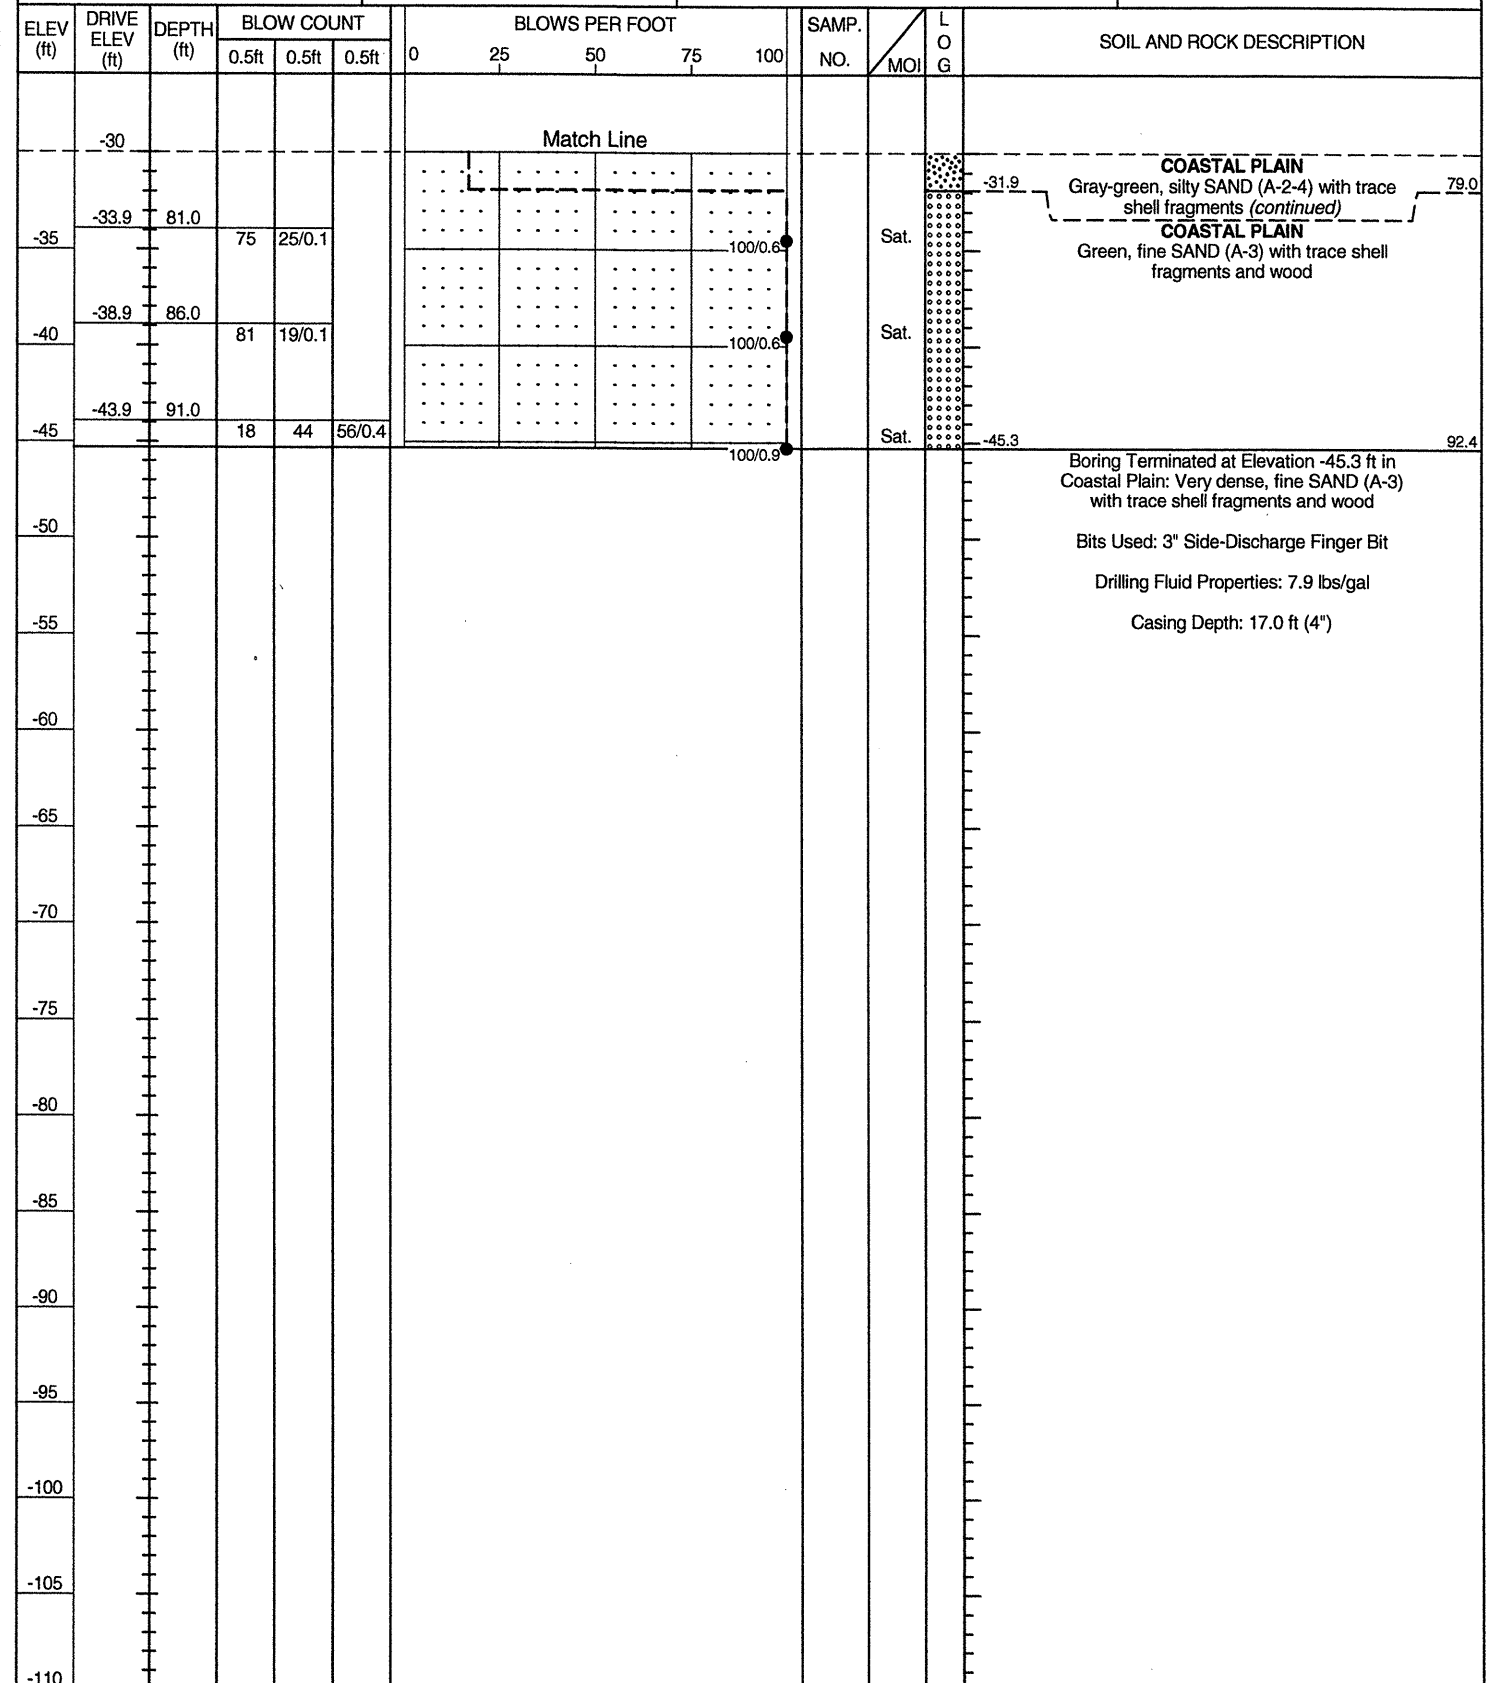 ELEV (ft)
DRIVE ELEV (ft)
DEPTH (ft)
BLOW COUNT
0.5ft 0.5ft 0.5ft
BLOWS PER FOOT
0 25 50 75 100
SAMP. NO.
MOI
LOG
SOIL AND ROCK DESCRIPTION
-30
Match Line
COASTAL PLAIN
-31.9 Gray-green, silty SAND (A-2-4) with trace 79.0
shell fragments (continued)
-33.9 81.0
COASTAL PLAIN
-35 75 25/0.1 100/0.6 Sat.
Green, fine SAND (A-3) with trace shell
fragments and wood
-38.9 86.0
-40 81 19/0.1 100/0.6 Sat.
-43.9 91.0
-45 18 44 56/0.4 Sat. -45.3 92.4
100/0.9
Boring Terminated at Elevation -45.3 ft in
Coastal Plain: Very dense, fine SAND (A-3)
with trace shell fragments and wood
-50
Bits Used: 3" Side-Discharge Finger Bit
Drilling Fluid Properties: 7.9 lbs/gal
-55
Casing Depth: 17.0 ft (4")
-60
-65
-70
-75
-80
-85
-90
-95
-100
-105
-110